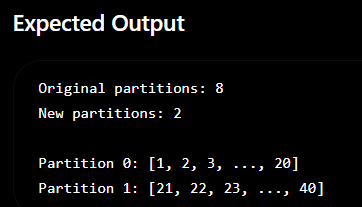 Expected Output
Original partitions: 8
New partitions: 2
Partition 0: [1, 2, 3, ..., 20]
Partition 1: [21, 22, 23, ..., 40]